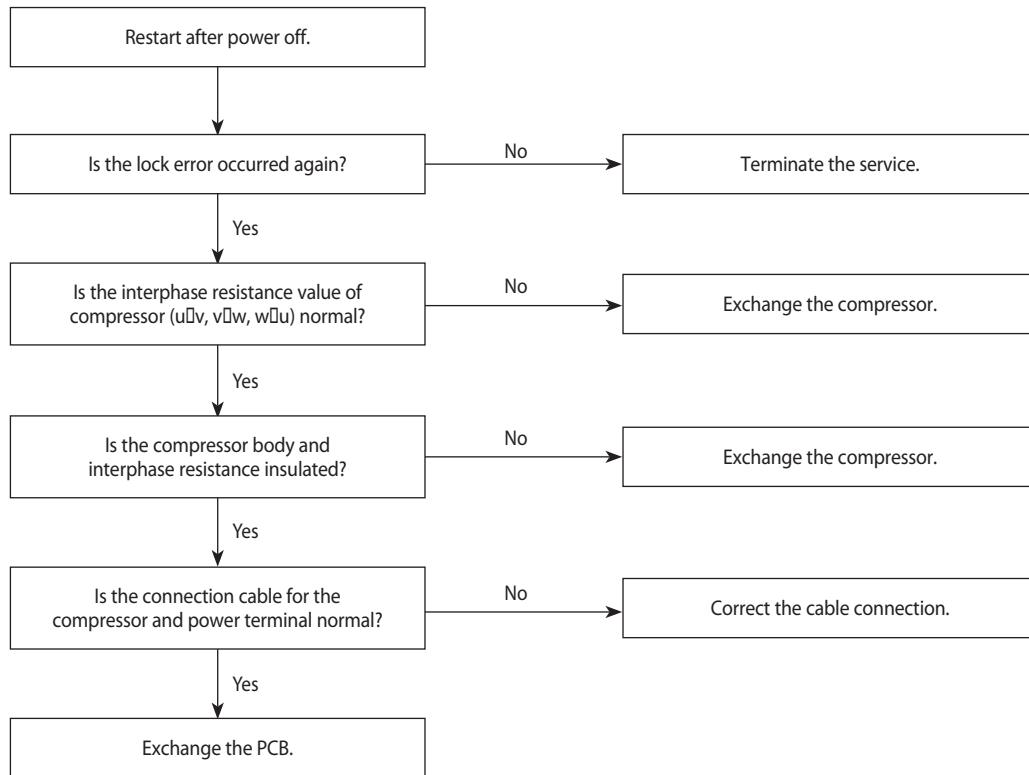 Restart after power off.
Is the lock error occurred again?
No
Terminate the service.
Yes
Is the interphase resistance value of
compressor (u▯v, v▯w, w▯u) normal?
No
Exchange the compressor.
Yes
Is the compressor body and
interphase resistance insulated?
No
Exchange the compressor.
Yes
Is the connection cable for the
compressor and power terminal normal?
No
Correct the cable connection.
Yes
Exchange the PCB.